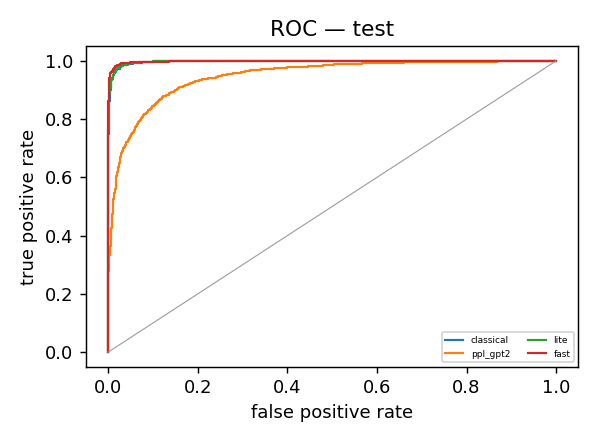 ROC — test
true positive rate
1.0
0.8
0.6
0.4
0.2
0.0
0.0 0.2 0.4 0.6 0.8 1.0
false positive rate
classical lite
ppl_gpt2 fast